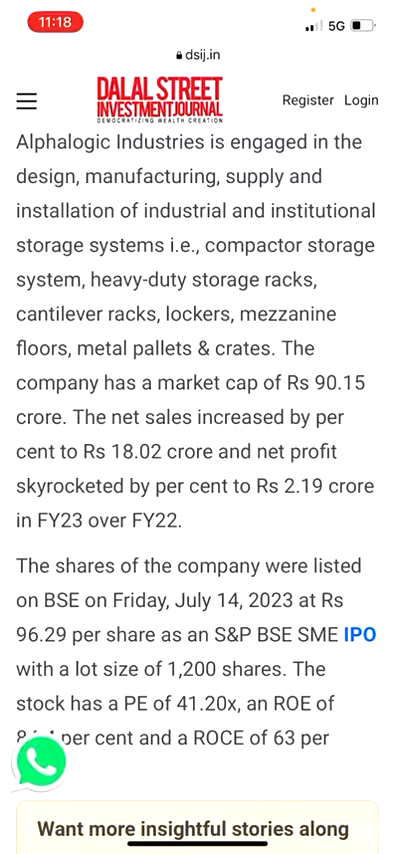 11:18
5G
dsij.in
DALAL STREET
INVESTMENT JOURNAL
DEMOCRATIZING WEALTH CREATION
Register Login
Alphalogic Industries is engaged in the
design, manufacturing, supply and
installation of industrial and institutional
storage systems i.e., compactor storage
system, heavy-duty storage racks,
cantilever racks, lockers, mezzanine
floors, metal pallets & crates. The
company has a market cap of Rs 90.15
crore. The net sales increased by per
cent to Rs 18.02 crore and net profit
skyrocketed by per cent to Rs 2.19 crore
in FY23 over FY22.
The shares of the company were listed
on BSE on Friday, July 14, 2023 at Rs
96.29 per share as an S&P BSE SME IPO
with a lot size of 1,200 shares. The
stock has a PE of 41.20x, an ROE of
per cent and a ROCE of 63 per
Want more insightful stories along